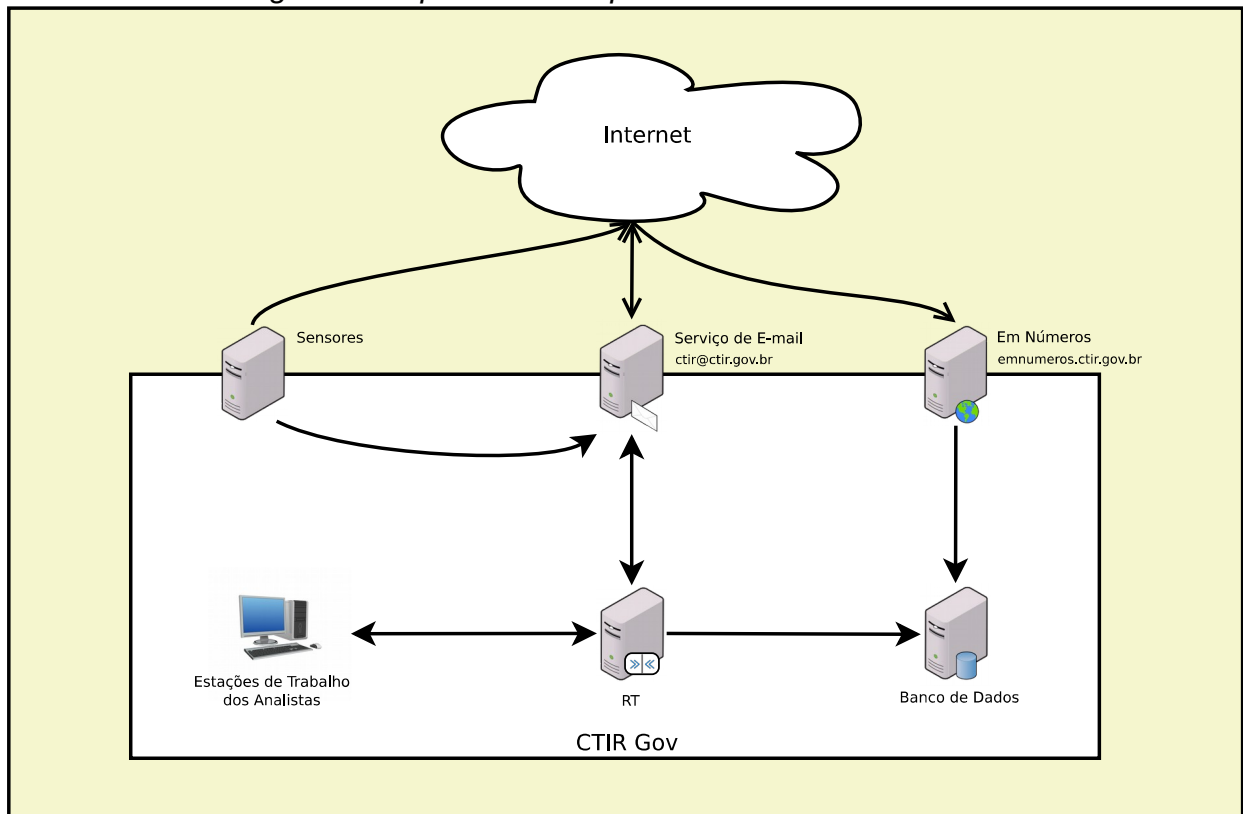 Internet
Sensores
Serviço de E-mail
ctir@ctir.gov.br
Em Números
emnumeros.ctir.gov.br
Estações de Trabalho
dos Analistas
RT
Banco de Dados
CTIR Gov